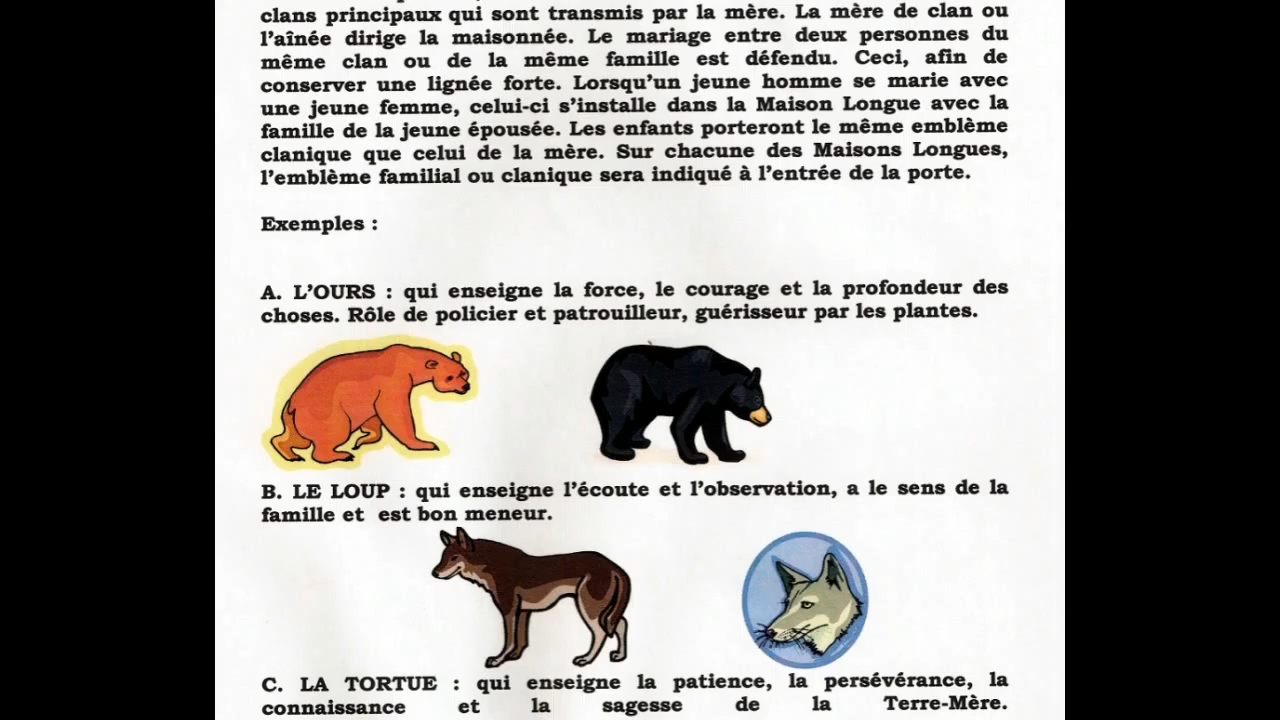 clans principaux qui sont transmis par la mère. La mère de clan ou
l'aînée dirige la maisonnée. Le mariage entre deux personnes du
même clan ou de la même famille est défendu. Ceci, afin de
conserver une lignée forte. Lorsqu'un jeune homme se marie avec
une jeune femme, celui-ci s'installe dans la Maison Longue avec la
famille de la jeune épousée. Les enfants porteront le même emblème
clanique que celui de la mère. Sur chacune des Maisons Longues,
l'emblème familial ou clanique sera indiqué à l'entrée de la porte.
Exemples :
A. L'OURS : qui enseigne la force, le courage et la profondeur des
choses. Rôle de policier et patrouilleur, guérisseur par les plantes.
B. LE LOUP : qui enseigne l'écoute et l'observation, a le sens de la
famille et est bon meneur.
C. LA TORTUE : qui enseigne la patience, la persévérance, la
connaissance et la sagesse de la Terre-Mère.